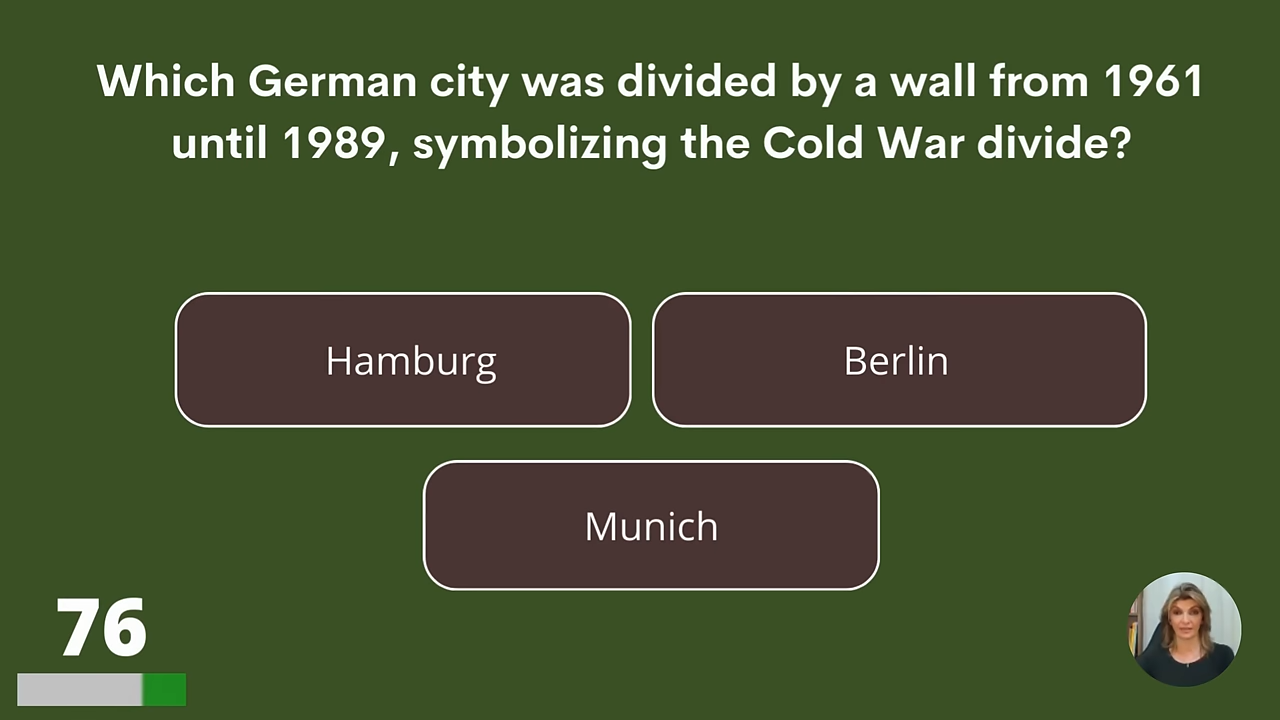 Which German city was divided by a wall from 1961
until 1989, symbolizing the Cold War divide?
Hamburg
Berlin
Munich
76